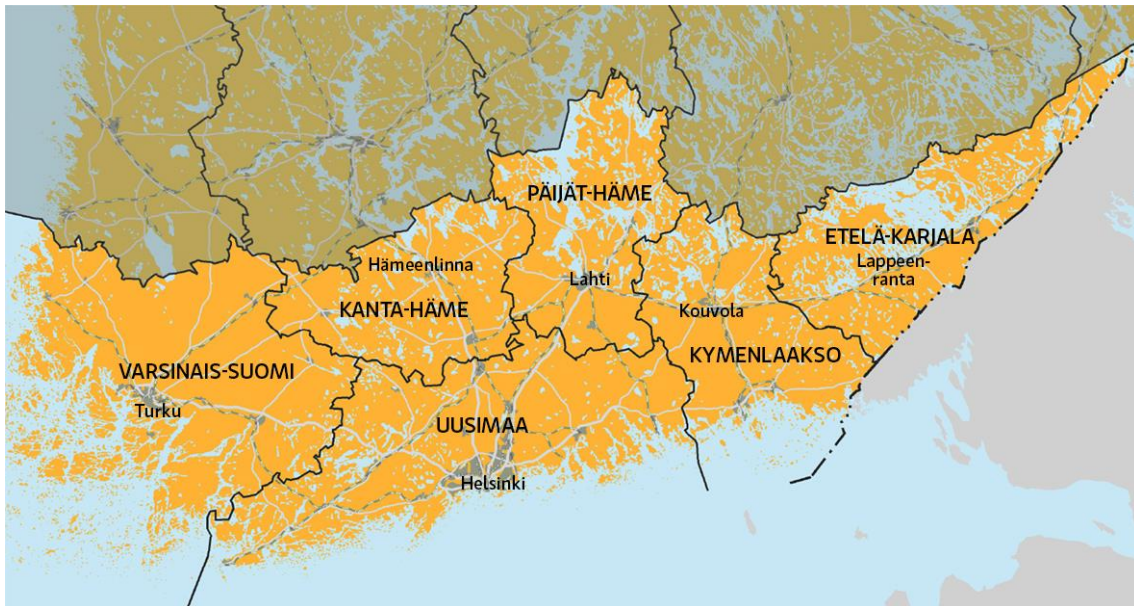 PÄIJÄT-HÄME
ETELÄ-KARJALA
Hämeenlinna
Lappeen-
ranta
Lahti
KANTA-HÄME
Kouvola
KYMENLAAKSO
VARSINAIS-SUOMI
Turku
UUSIMAA
Helsinki